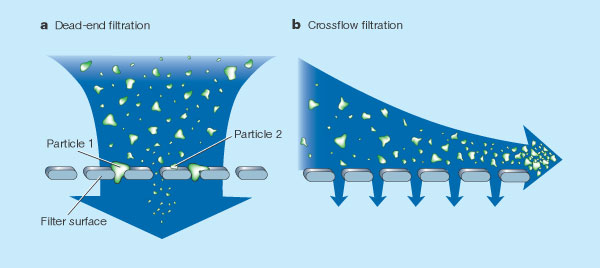 a Dead-end filtration
b Crossflow filtration
Particle 1
Particle 2
Filter surface